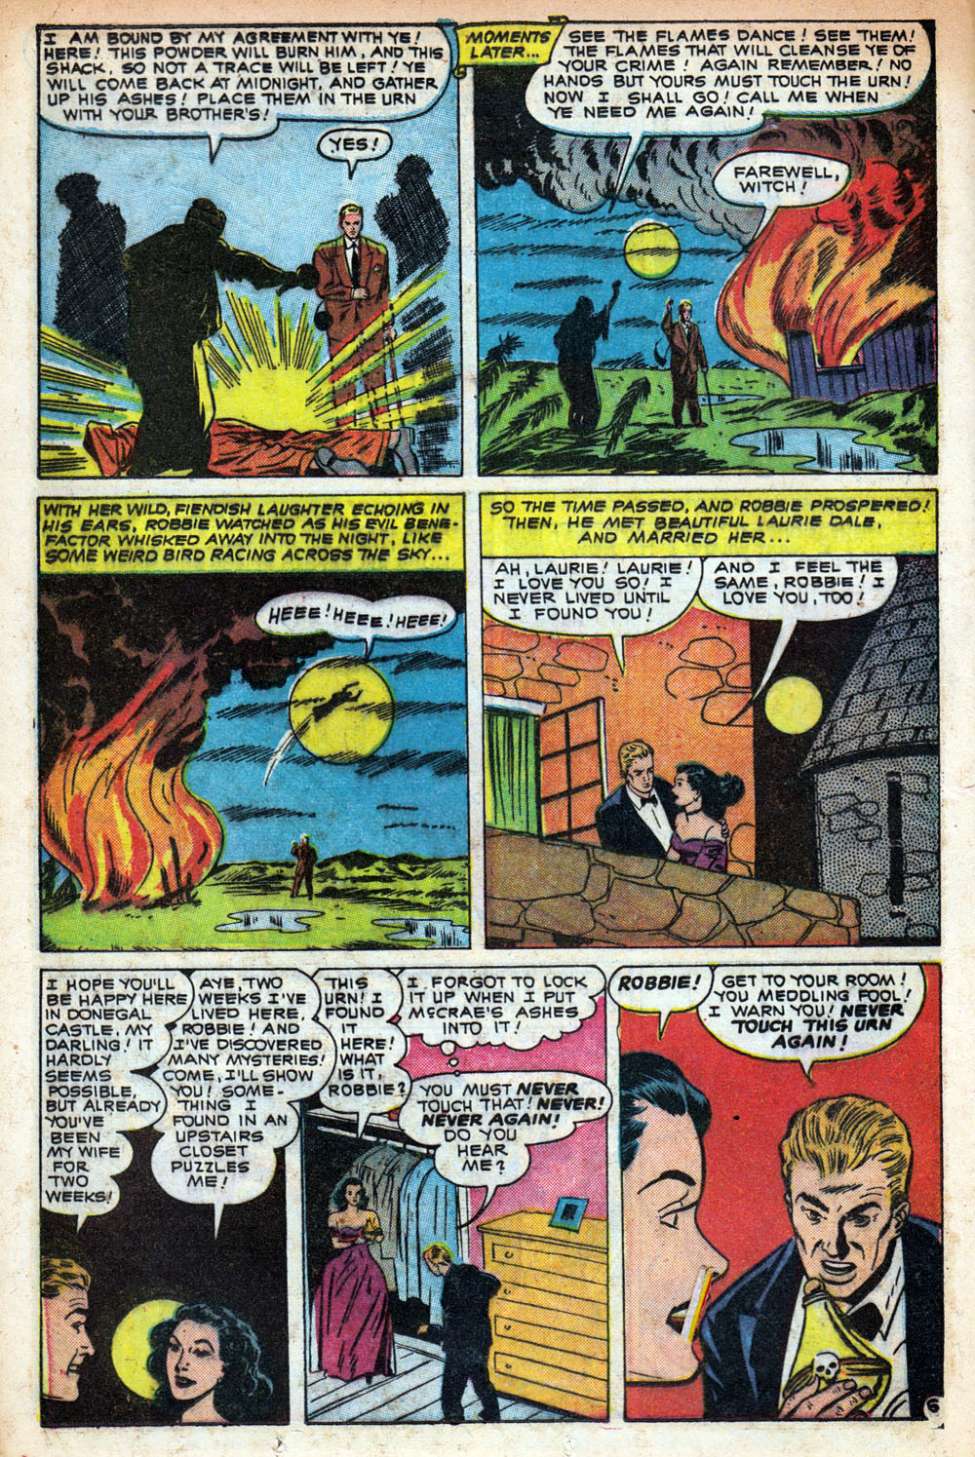 I AM BOUND BY MY AGREEMENT WITH YE!
HERE! THIS POWDER WILL BURN HIM, AND THIS
SHACK, SO NOT A TRACE WILL BE LEFT! YE
WILL COME BACK AT MIDNIGHT, AND GATHER
UP HIS ASHES! PLACE THEM IN THE URN
WITH YOUR BROTHER'S!
YES!
MOMENTS
LATER...
SEE THE FLAMES DANCE! SEE THEM!
THE FLAMES THAT WILL CLEANSE YE OF
YOUR CRIME! AGAIN REMEMBER! NO
HANDS BUT YOURS MUST TOUCH THE URN!
NOW I SHALL GO! CALL ME WHEN
YE NEED ME AGAIN!
FAREWELL,
WITCH!
WITH HER WILD, FIENDISH LAUGHTER ECHOING IN
HIS EARS, ROBBIE WATCHED AS HIS EVIL BENE-
FACTOR WHISKED AWAY INTO THE NIGHT, LIKE
SOME WEIRD BIRD RACING ACROSS THE SKY...
HEEE! HEEE! HEEE!
SO THE TIME PASSED, AND ROBBIE PROSPERED!
THEN, HE MET BEAUTIFUL LAURIE DALE,
AND MARRIED HER...
AH, LAURIE! LAURIE!
I LOVE YOU SO! I
NEVER LIVED UNTIL
I FOUND YOU!
AND I FEEL THE
SAME, ROBBIE! I
LOVE YOU, TOO!
I HOPE YOU'LL
BE HAPPY HERE
IN DONEGAL
CASTLE, MY
DARLING! IT
HARDLY
SEEMS
POSSIBLE,
BUT ALREADY
YOU'VE
BEEN
MY WIFE
FOR
TWO
WEEKS!
AYE, TWO
WEEKS I'VE
LIVED HERE,
ROBBIE! AND
I'VE DISCOVERED
MANY MYSTERIES!
COME, I'LL SHOW
YOU! SOME-
THING I
FOUND IN AN
UPSTAIRS
CLOSET
PUZZLES
ME!
THIS
URN! I
FOUND
IT
HERE!
WHAT
IS IT,
ROBBIE?
I FORGOT TO LOCK
IT UP WHEN I PUT
McCRAE'S ASHES
INTO IT!
YOU MUST NEVER
TOUCH THAT! NEVER!
NEVER AGAIN!
DO YOU
HEAR
ME?
ROBBIE!
GET TO YOUR ROOM!
YOU MEDDLING FOOL!
I WARN YOU! NEVER
TOUCH THIS URN
AGAIN!
6